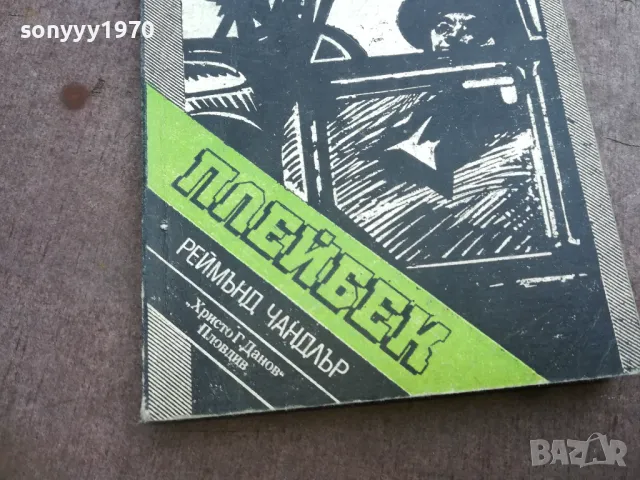 sonyyy1970
ПЛЕЙБЕК
РЕЙМЪНД ЧАНДЛЪР
„Христо Г. Данов“
Пловдив
BAZAR